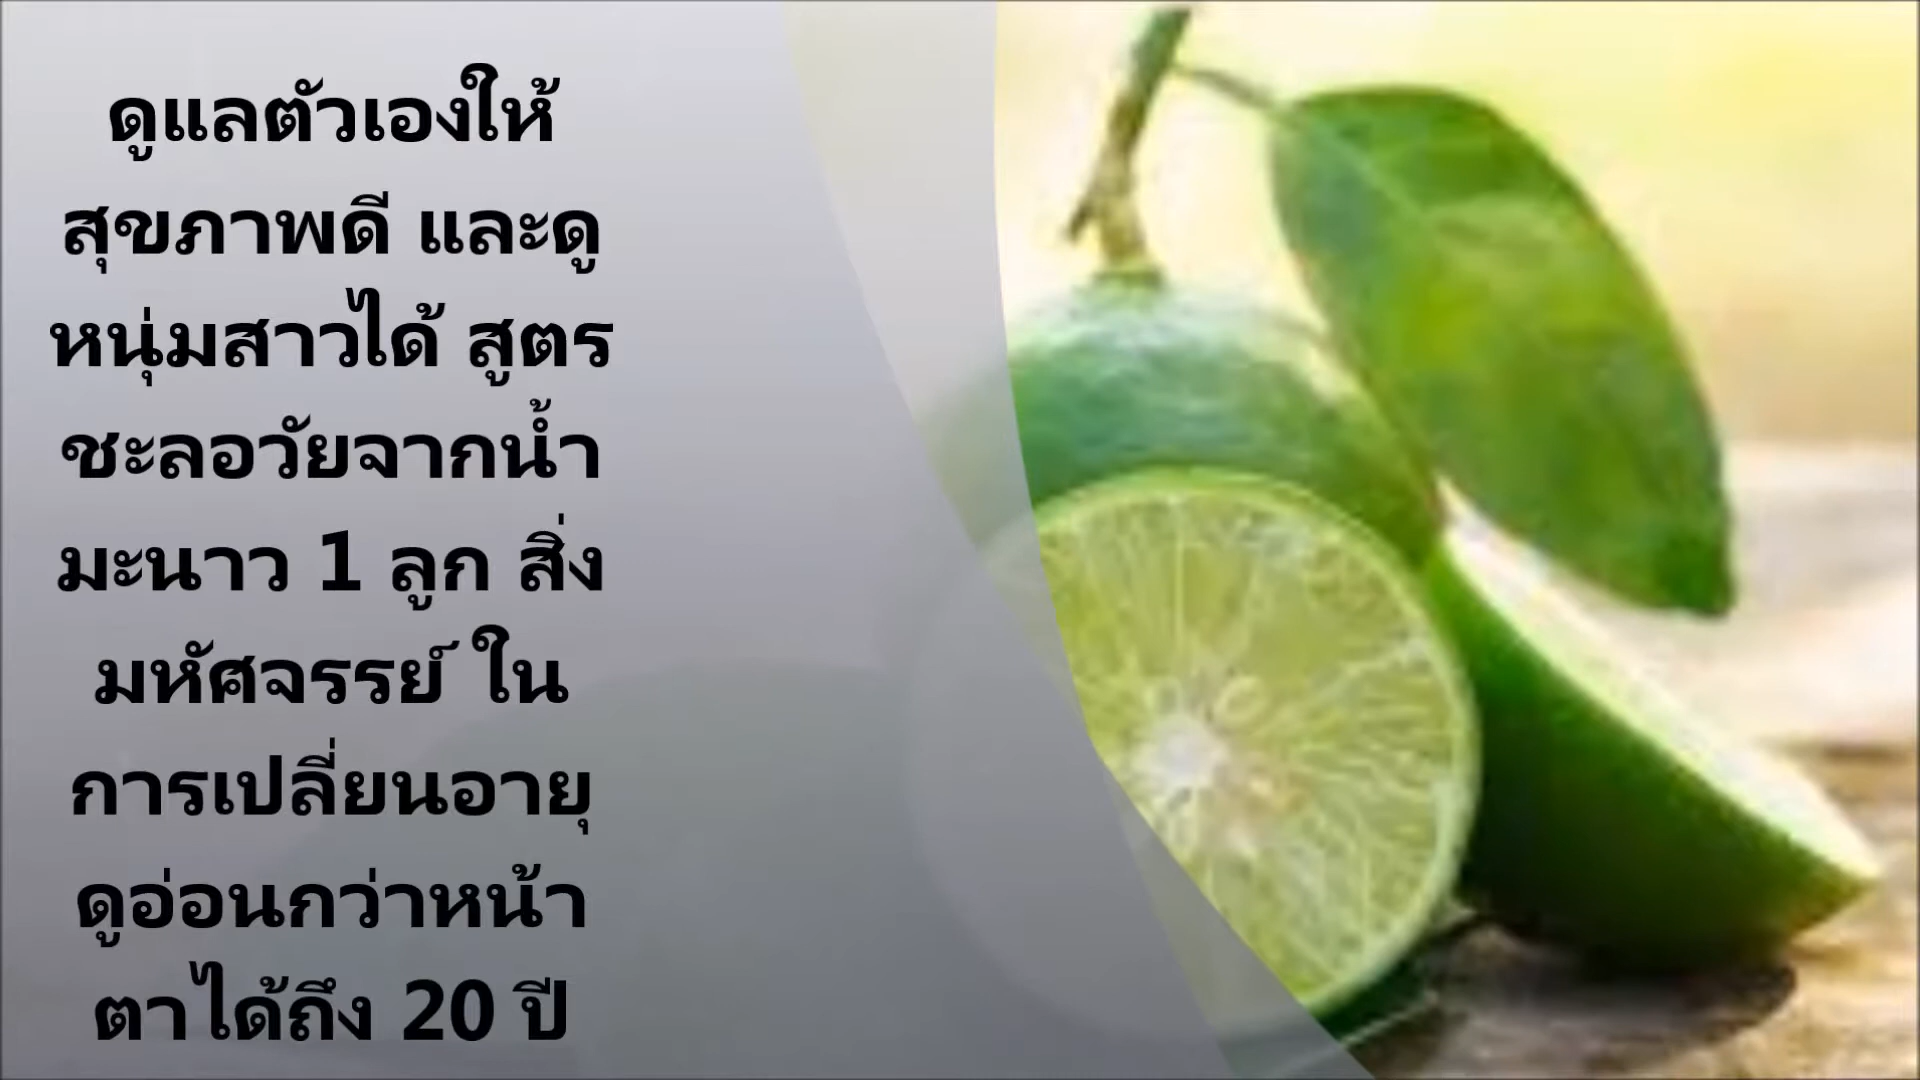 ดูแลตัวเองให้
สุขภาพดี และดู
หนุ่มสาวได้ สูตร
ชะลอวัยจากน้ำ
มะนาว 1 ลูก สิ่ง
มหัศจรรย์ ใน
การเปลี่ยนอายุ
ดูอ่อนกว่าหน้า
ตาได้ถึง 20 ปี